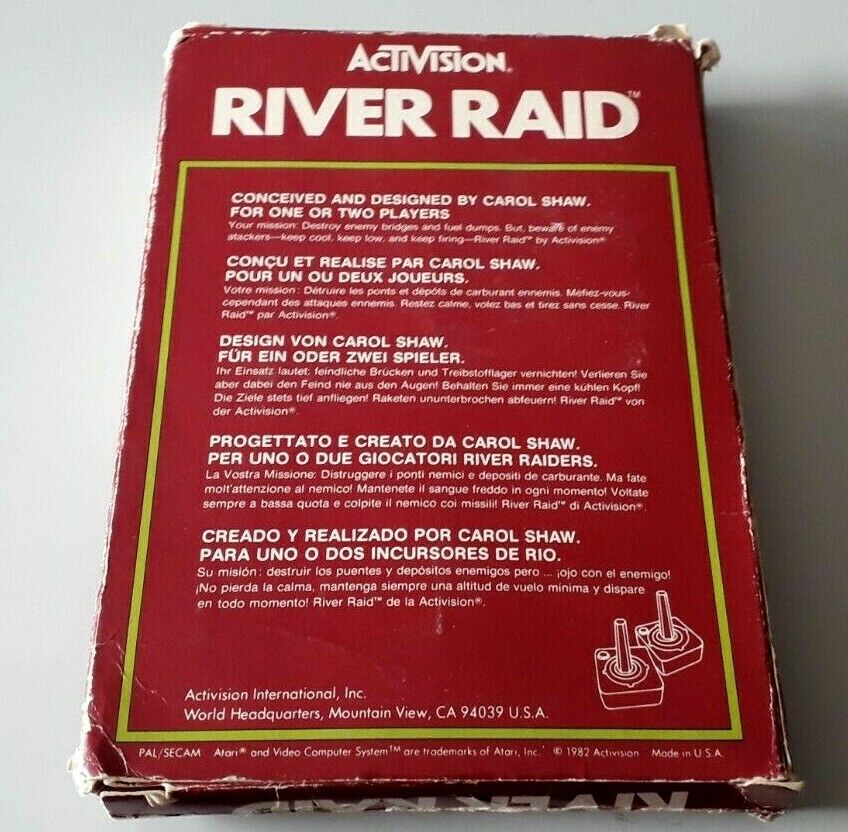 ACTIVISION®
RIVER RAID™
CONCEIVED AND DESIGNED BY CAROL SHAW.
FOR ONE OR TWO PLAYERS
Your mission: Destroy enemy bridges and fuel dumps. But, beware of enemy
atackers—keep cool, keep low, and keep firing—River Raid™ by Activision®
CONÇU ET REALISE PAR CAROL SHAW.
POUR UN OU DEUX JOUEURS.
Votre mission: Détruire les ponts et dépôts de carburant ennemis. Mefiez-vous-
cependant des attaques ennemis. Restez calme, volez bas et tirez sans cesse. River
Raid™ par Activision®.
DESIGN VON CAROL SHAW.
FÜR EIN ODER ZWEI SPIELER.
Ihr Einsatz lautet: feindliche Brücken und Treibstofflager vernichten! Verlieren Sie
aber dabei den Feind nie aus den Augen! Behalten Sie immer eine kühlen Kopf!
Die Ziele stets tief anfliegen! Raketen ununterbrochen abfeuern! River Raid™ von
der Activision®.
PROGETTATO E CREATO DA CAROL SHAW.
PER UNO O DUE GIOCATORI RIVER RAIDERS.
La Vostra Missione: Distruggere i ponti nemici e depositi de carburante. Ma fate
molt'attenzione al nemico! Mantenete il sangue freddo in ogni momento! Voltate
sempre a bassa quota e colpite il nemico coi missili! River Raid™ di Activision®.
CREADO Y REALIZADO POR CAROL SHAW.
PARA UNO O DOS INCURSORES DE RIO.
Su misión: destruir los puentes y depósitos enemigos pero ... ¡ojo con el enemigo!
¡No pierda la calma, mantenga siempre una altitud de vuelo minima y dispare
en todo momento! River Raid™ de la Activision®.
Activision International, Inc.
World Headquarters, Mountain View, CA 94039 U.S.A.
PAL/SECAM Atari® and Video Computer System™ are trademarks of Atari, Inc. © 1982 Activision Made in U.S.A.
RIVER RAID